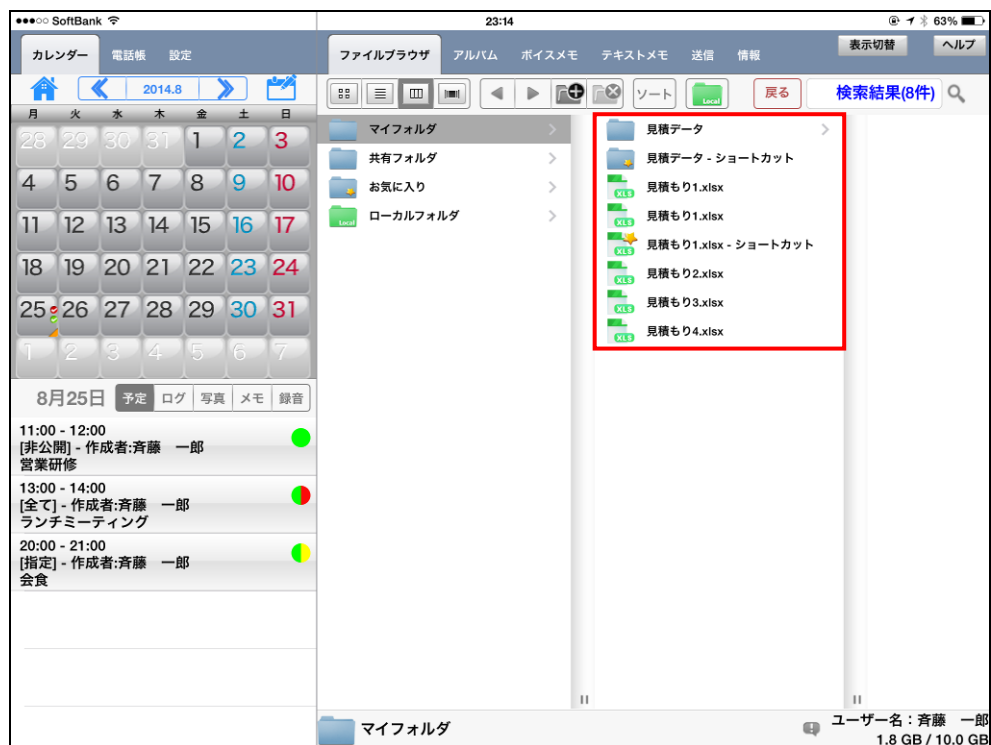 SoftBank
23:14
63%
カレンダー 電話帳 設定
ファイルブラウザ アルバム ボイスメモ テキストメモ 送信 情報
表示切替 ヘルプ
2014.8
ソート Local 戻る 検索結果(8件)
月 火 水 木 金 土 日
28 29 30 31 1 2 3
4 5 6 7 8 9 10
11 12 13 14 15 16 17
18 19 20 21 22 23 24
25 26 27 28 29 30 31
1 2 3 4 5 6 7
8月25日 予定 ログ 写真 メモ 録音
11:00 - 12:00
[非公開] - 作成者:斉藤 一郎
営業研修
13:00 - 14:00
[全て] - 作成者:斉藤 一郎
ランチミーティング
20:00 - 21:00
[指定] - 作成者:斉藤 一郎
会食
マイフォルダ
共有フォルダ
お気に入り
Local ローカルフォルダ
見積データ
見積データ - ショートカット
XLS 見積もり1.xlsx
XLS 見積もり1.xlsx
XLS 見積もり1.xlsx - ショートカット
XLS 見積もり2.xlsx
XLS 見積もり3.xlsx
XLS 見積もり4.xlsx
マイフォルダ
ユーザー名：斉藤 一郎
1.8 GB / 10.0 GB